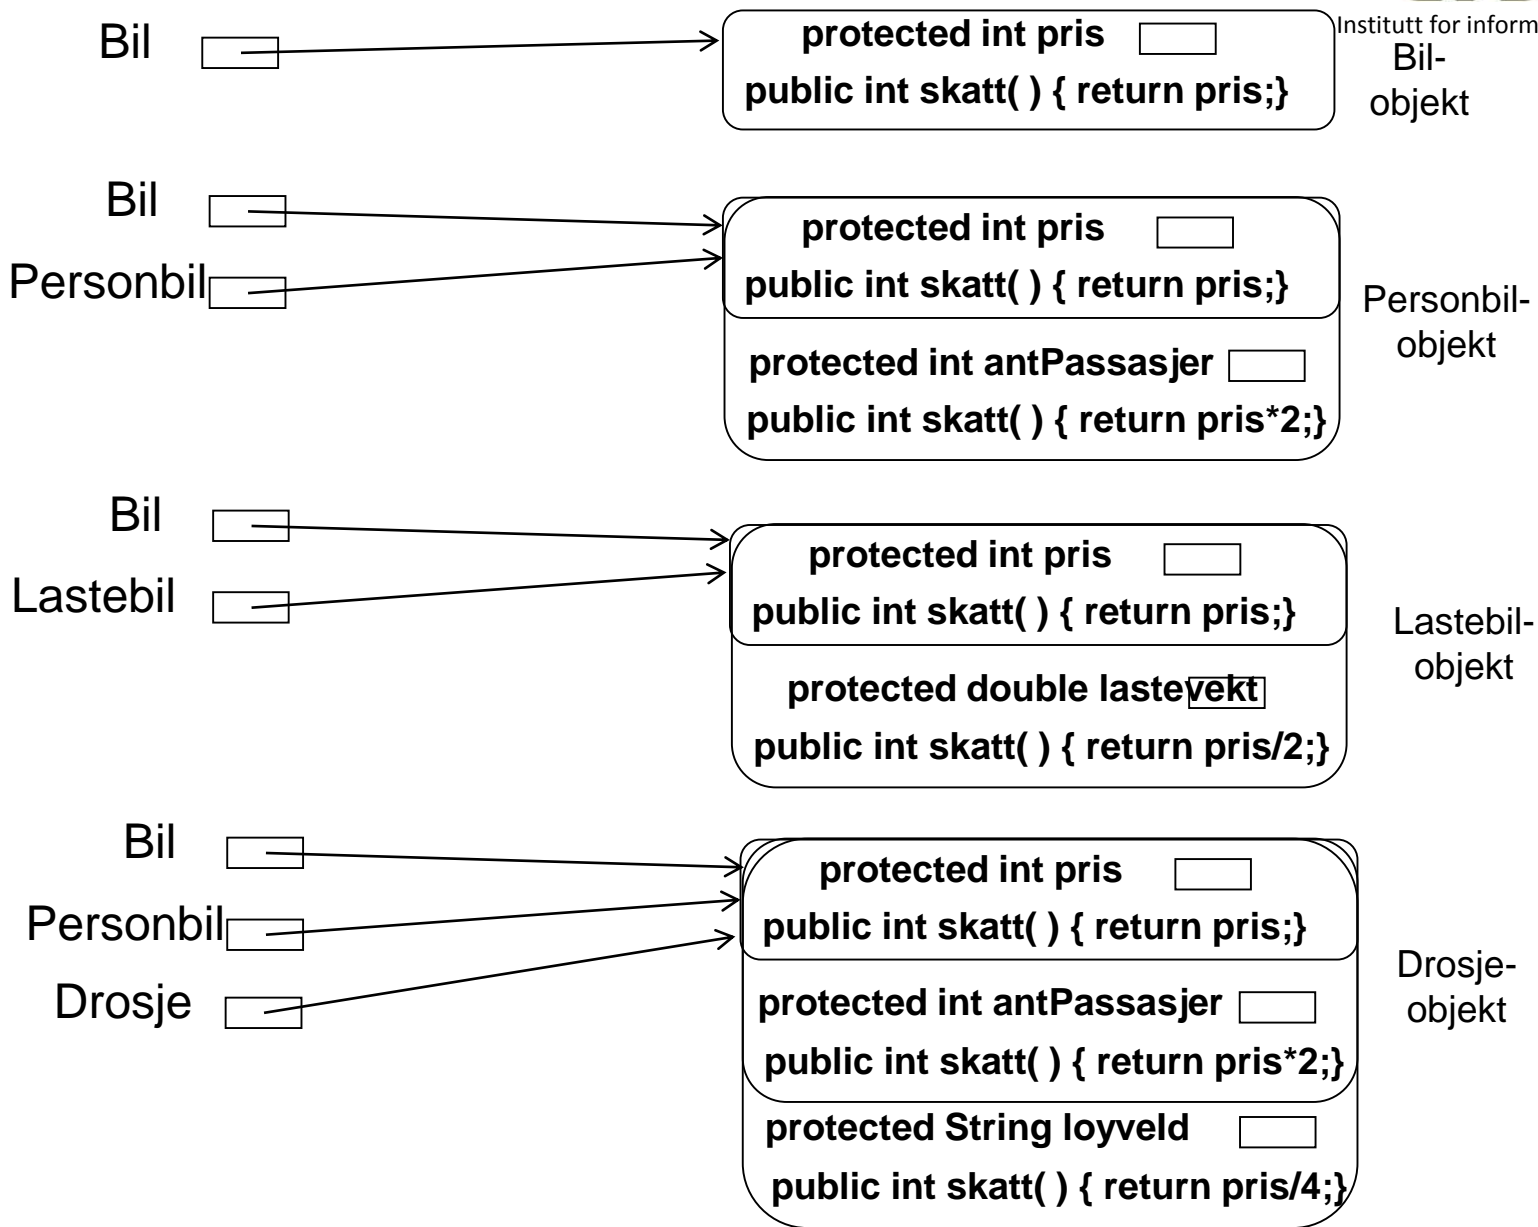 Institutt for inform
Bil
protected int pris
public int skatt( ) { return pris;}
Bil-
objekt
Bil
Personbil
protected int pris
public int skatt( ) { return pris;}
protected int antPassasjer
public int skatt( ) { return pris*2;}
Personbil-
objekt
Bil
Lastebil
protected int pris
public int skatt( ) { return pris;}
protected double lastevekt
public int skatt( ) { return pris/2;}
Lastebil-
objekt
Bil
Personbil
Drosje
protected int pris
public int skatt( ) { return pris;}
protected int antPassasjer
public int skatt( ) { return pris*2;}
protected String loyveId
public int skatt( ) { return pris/4;}
Drosje-
objekt